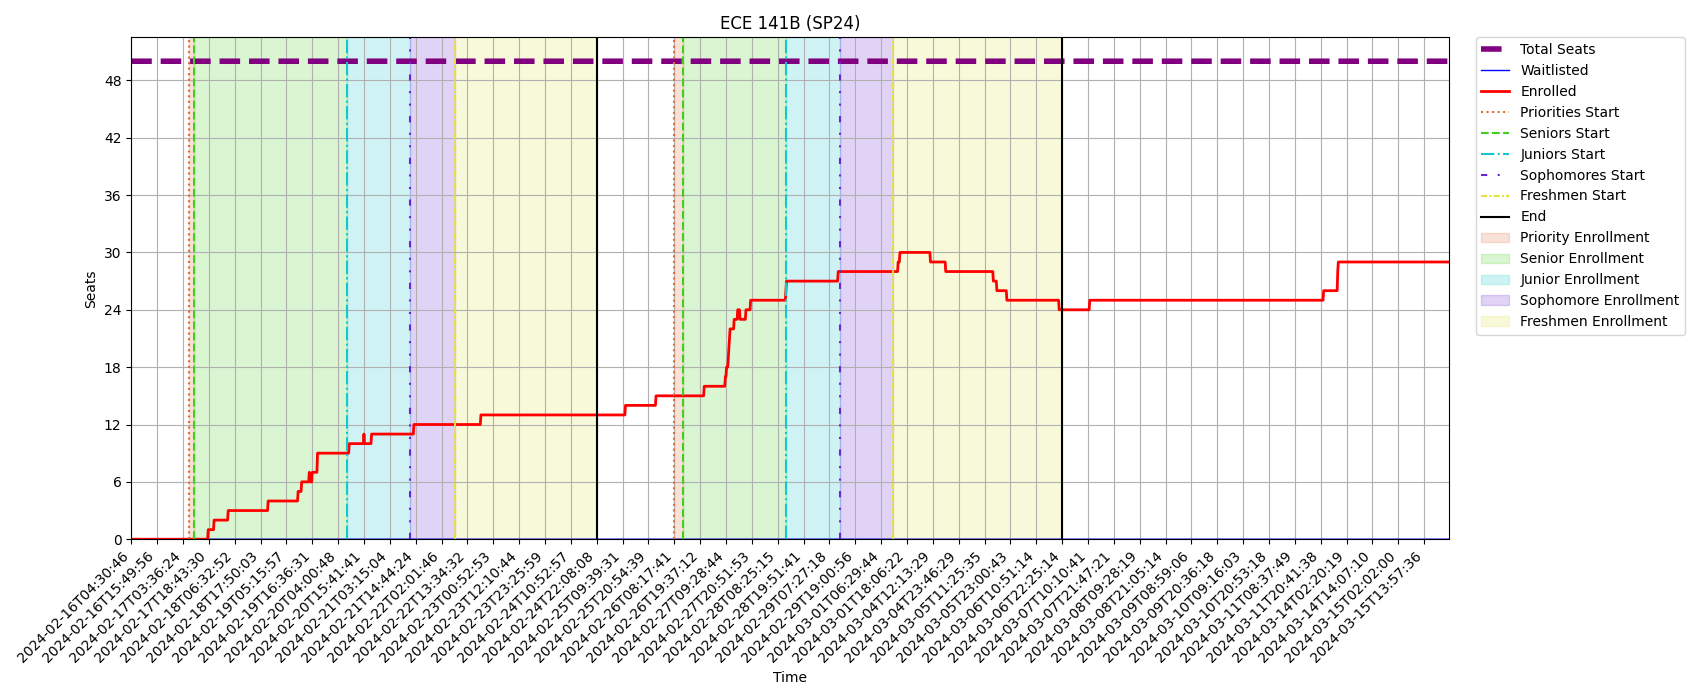 ECE 141B (SP24)
Seats
48
42
36
30
24
18
12
6
0
2024-02-16T04:30:46
2024-02-16T15:49:56
2024-02-17T03:36:24
2024-02-17T18:43:30
2024-02-18T06:32:52
2024-02-18T17:50:03
2024-02-19T05:15:57
2024-02-19T16:36:31
2024-02-20T04:00:48
2024-02-20T15:41:41
2024-02-21T03:15:04
2024-02-21T14:44:24
2024-02-22T02:01:46
2024-02-22T13:34:32
2024-02-23T00:52:53
2024-02-23T12:10:44
2024-02-23T23:25:59
2024-02-24T10:52:57
2024-02-24T22:08:08
2024-02-25T09:39:31
2024-02-25T20:54:39
2024-02-26T08:17:41
2024-02-26T19:37:12
2024-02-27T09:28:44
2024-02-27T20:51:53
2024-02-28T08:25:15
2024-02-28T19:51:41
2024-02-29T07:27:18
2024-02-29T19:00:56
2024-03-01T06:29:44
2024-03-01T18:06:22
2024-03-04T12:13:29
2024-03-04T23:46:29
2024-03-05T11:25:35
2024-03-05T23:00:43
2024-03-06T10:51:14
2024-03-06T22:25:14
2024-03-07T10:10:41
2024-03-07T21:47:21
2024-03-08T09:28:19
2024-03-08T21:05:14
2024-03-09T08:59:06
2024-03-09T20:36:18
2024-03-10T09:16:03
2024-03-10T20:53:18
2024-03-11T08:37:49
2024-03-11T20:41:38
2024-03-14T02:20:19
2024-03-14T14:07:10
2024-03-15T02:02:00
2024-03-15T13:57:36
Time
Total Seats
Waitlisted
Enrolled
Priorities Start
Seniors Start
Juniors Start
Sophomores Start
Freshmen Start
End
Priority Enrollment
Senior Enrollment
Junior Enrollment
Sophomore Enrollment
Freshmen Enrollment